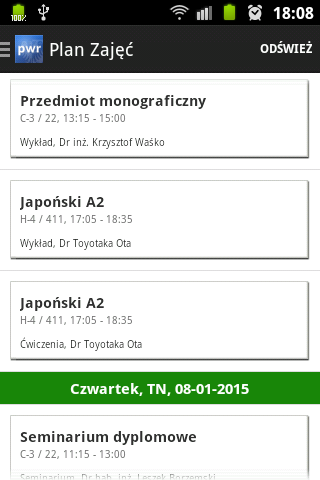 100%
18:08
pwr
Plan Zajęć
ODŚWIEŻ
Przedmiot monograficzny
C-3 / 22, 13:15 - 15:00
Wykład, Dr inż. Krzysztof Waśko
Japoński A2
H-4 / 411, 17:05 - 18:35
Wykład, Dr Toyotaka Ota
Japoński A2
H-4 / 411, 17:05 - 18:35
Ćwiczenia, Dr Toyotaka Ota
Czwartek, TN, 08-01-2015
Seminarium dyplomowe
C-3 / 22, 11:15 - 13:00
Seminarium, Dr hab. inż. Leszek Borzemski